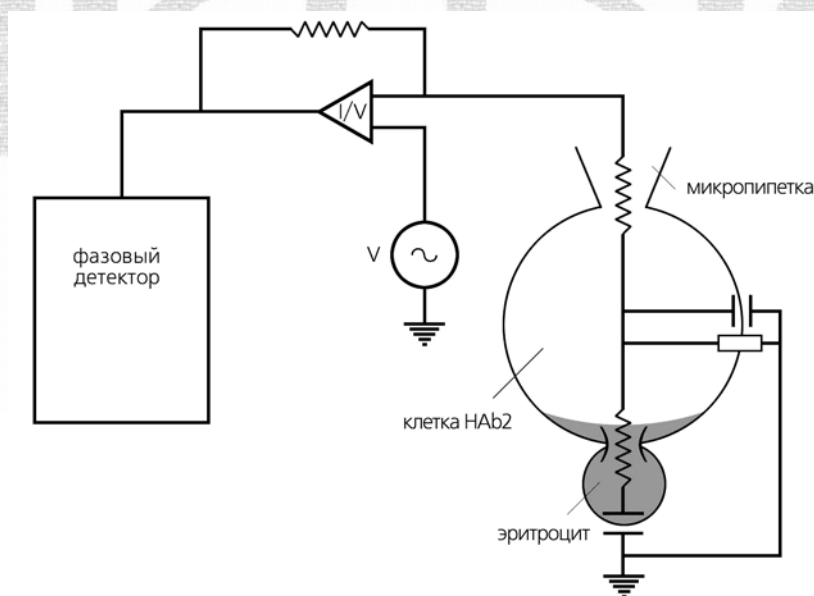 I/V
микропипетка
фазовый
детектор
V
клетка HAb2
эритроцит